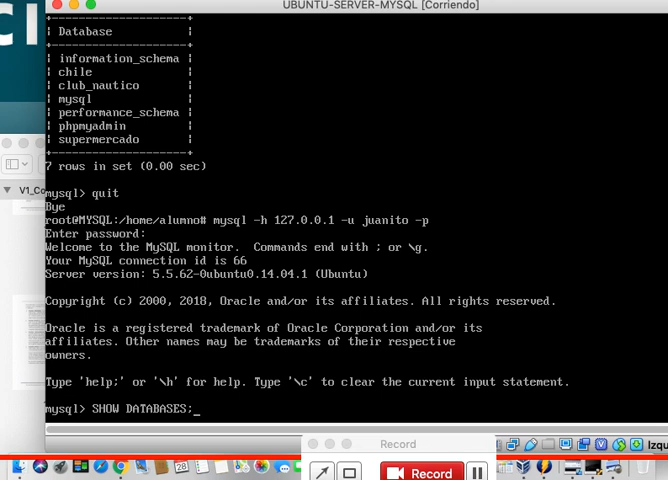 UBUNTU-SERVER-MYSQL [Corriendo]
+--------------------+
| Database           |
+--------------------+
| information_schema |
| chile              |
| club_nautico       |
| mysql              |
| performance_schema |
| phpmyadmin         |
| supermercado       |
+--------------------+
7 rows in set (0.00 sec)
mysql> quit
Bye
root@MYSQL:/home/alumno# mysql -h 127.0.0.1 -u juanito -p
Enter password:
Welcome to the MySQL monitor.  Commands end with ; or \g.
Your MySQL connection id is 66
Server version: 5.5.62-0ubuntu0.14.04.1 (Ubuntu)
Copyright (c) 2000, 2018, Oracle and/or its affiliates. All rights reserved.
Oracle is a registered trademark of Oracle Corporation and/or its
affiliates. Other names may be trademarks of their respective
owners.
Type 'help;' or '\h' for help. Type '\c' to clear the current input statement.
mysql> SHOW DATABASES;_
V1_Co
Izqu
Record
Record
28